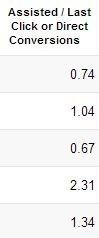 Assisted / Last
Click or Direct
Conversions
0.74
1.04
0.67
2.31
1.34